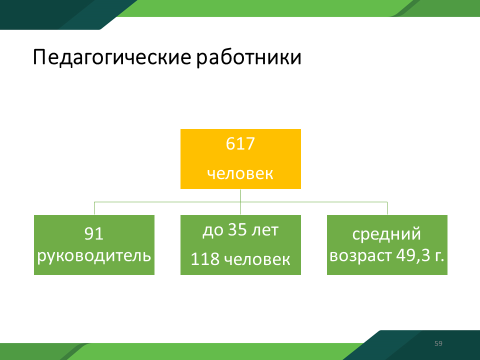 Педагогические работники
617
человек
91
руководитель
до 35 лет
118 человек
средний
возраст 49,3 г.
59